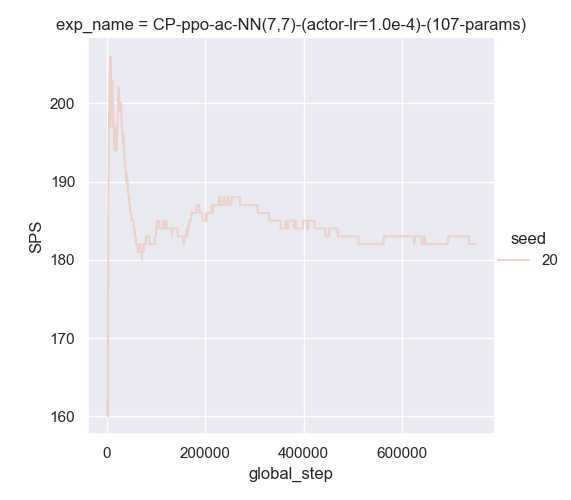 exp_name = CP-ppo-ac-NN(7,7)-(actor-lr=1.0e-4)-(107-params)
SPS
200
190
180
170
160
0 200000 400000 600000
global_step
seed
20